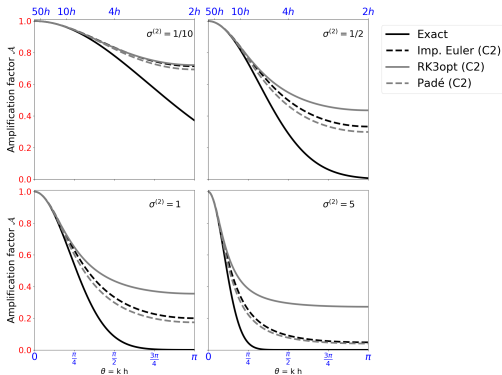 50h 10h 4h 2h 10h 4h 2h
Amplification factor 𝒜
1.0
0.8
0.6
0.4
0.2
0.0
σ⁽²⁾ = 1/10
σ⁽²⁾ = 1/2
Exact
Imp. Euler (C2)
RK3opt (C2)
Padé (C2)
Amplification factor 𝒜
1.0
0.8
0.6
0.4
0.2
0.0
σ⁽²⁾ = 1
σ⁽²⁾ = 5
0 π/4 π/2 3π/4 π π/4 π/2 3π/4 π
θ = k h
θ = k h